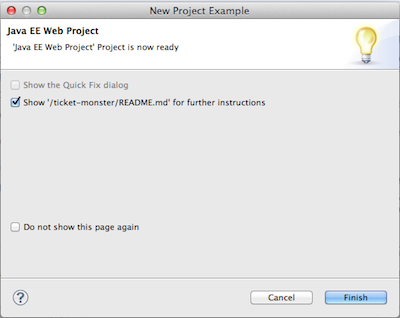 New Project Example
Java EE Web Project
'Java EE Web Project' Project is now ready
Show the Quick Fix dialog
Show '/ticket-monster/README.md' for further instructions
Do not show this page again
?
Cancel
Finish